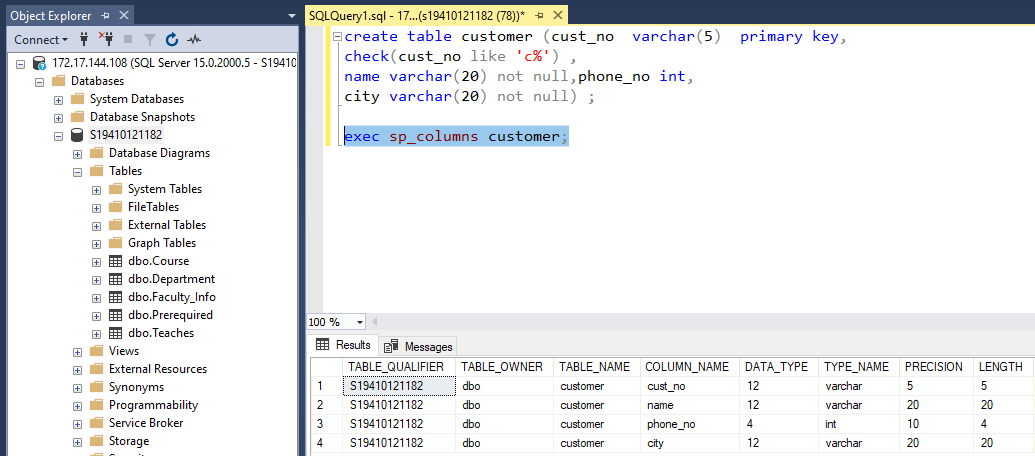 Object Explorer
Connect
172.17.144.108 (SQL Server 15.0.2000.5 - S19410
Databases
System Databases
Database Snapshots
S19410121182
Database Diagrams
Tables
System Tables
FileTables
External Tables
Graph Tables
dbo.Course
dbo.Department
dbo.Faculty_Info
dbo.Prerequired
dbo.Teaches
Views
External Resources
Synonyms
Programmability
Service Broker
Storage
SQLQuery1.sql - 17...(s19410121182 (78))*
create table customer (cust_no varchar(5) primary key,
check(cust_no like 'c%') ,
name varchar(20) not null,phone_no int,
city varchar(20) not null) ;
exec sp_columns customer;
100 %
Results Messages
TABLE_QUALIFIER TABLE_OWNER TABLE_NAME COLUMN_NAME DATA_TYPE TYPE_NAME PRECISION LENGTH
1 S19410121182 dbo customer cust_no 12 varchar 5 5
2 S19410121182 dbo customer name 12 varchar 20 20
3 S19410121182 dbo customer phone_no 4 int 10 4
4 S19410121182 dbo customer city 12 varchar 20 20